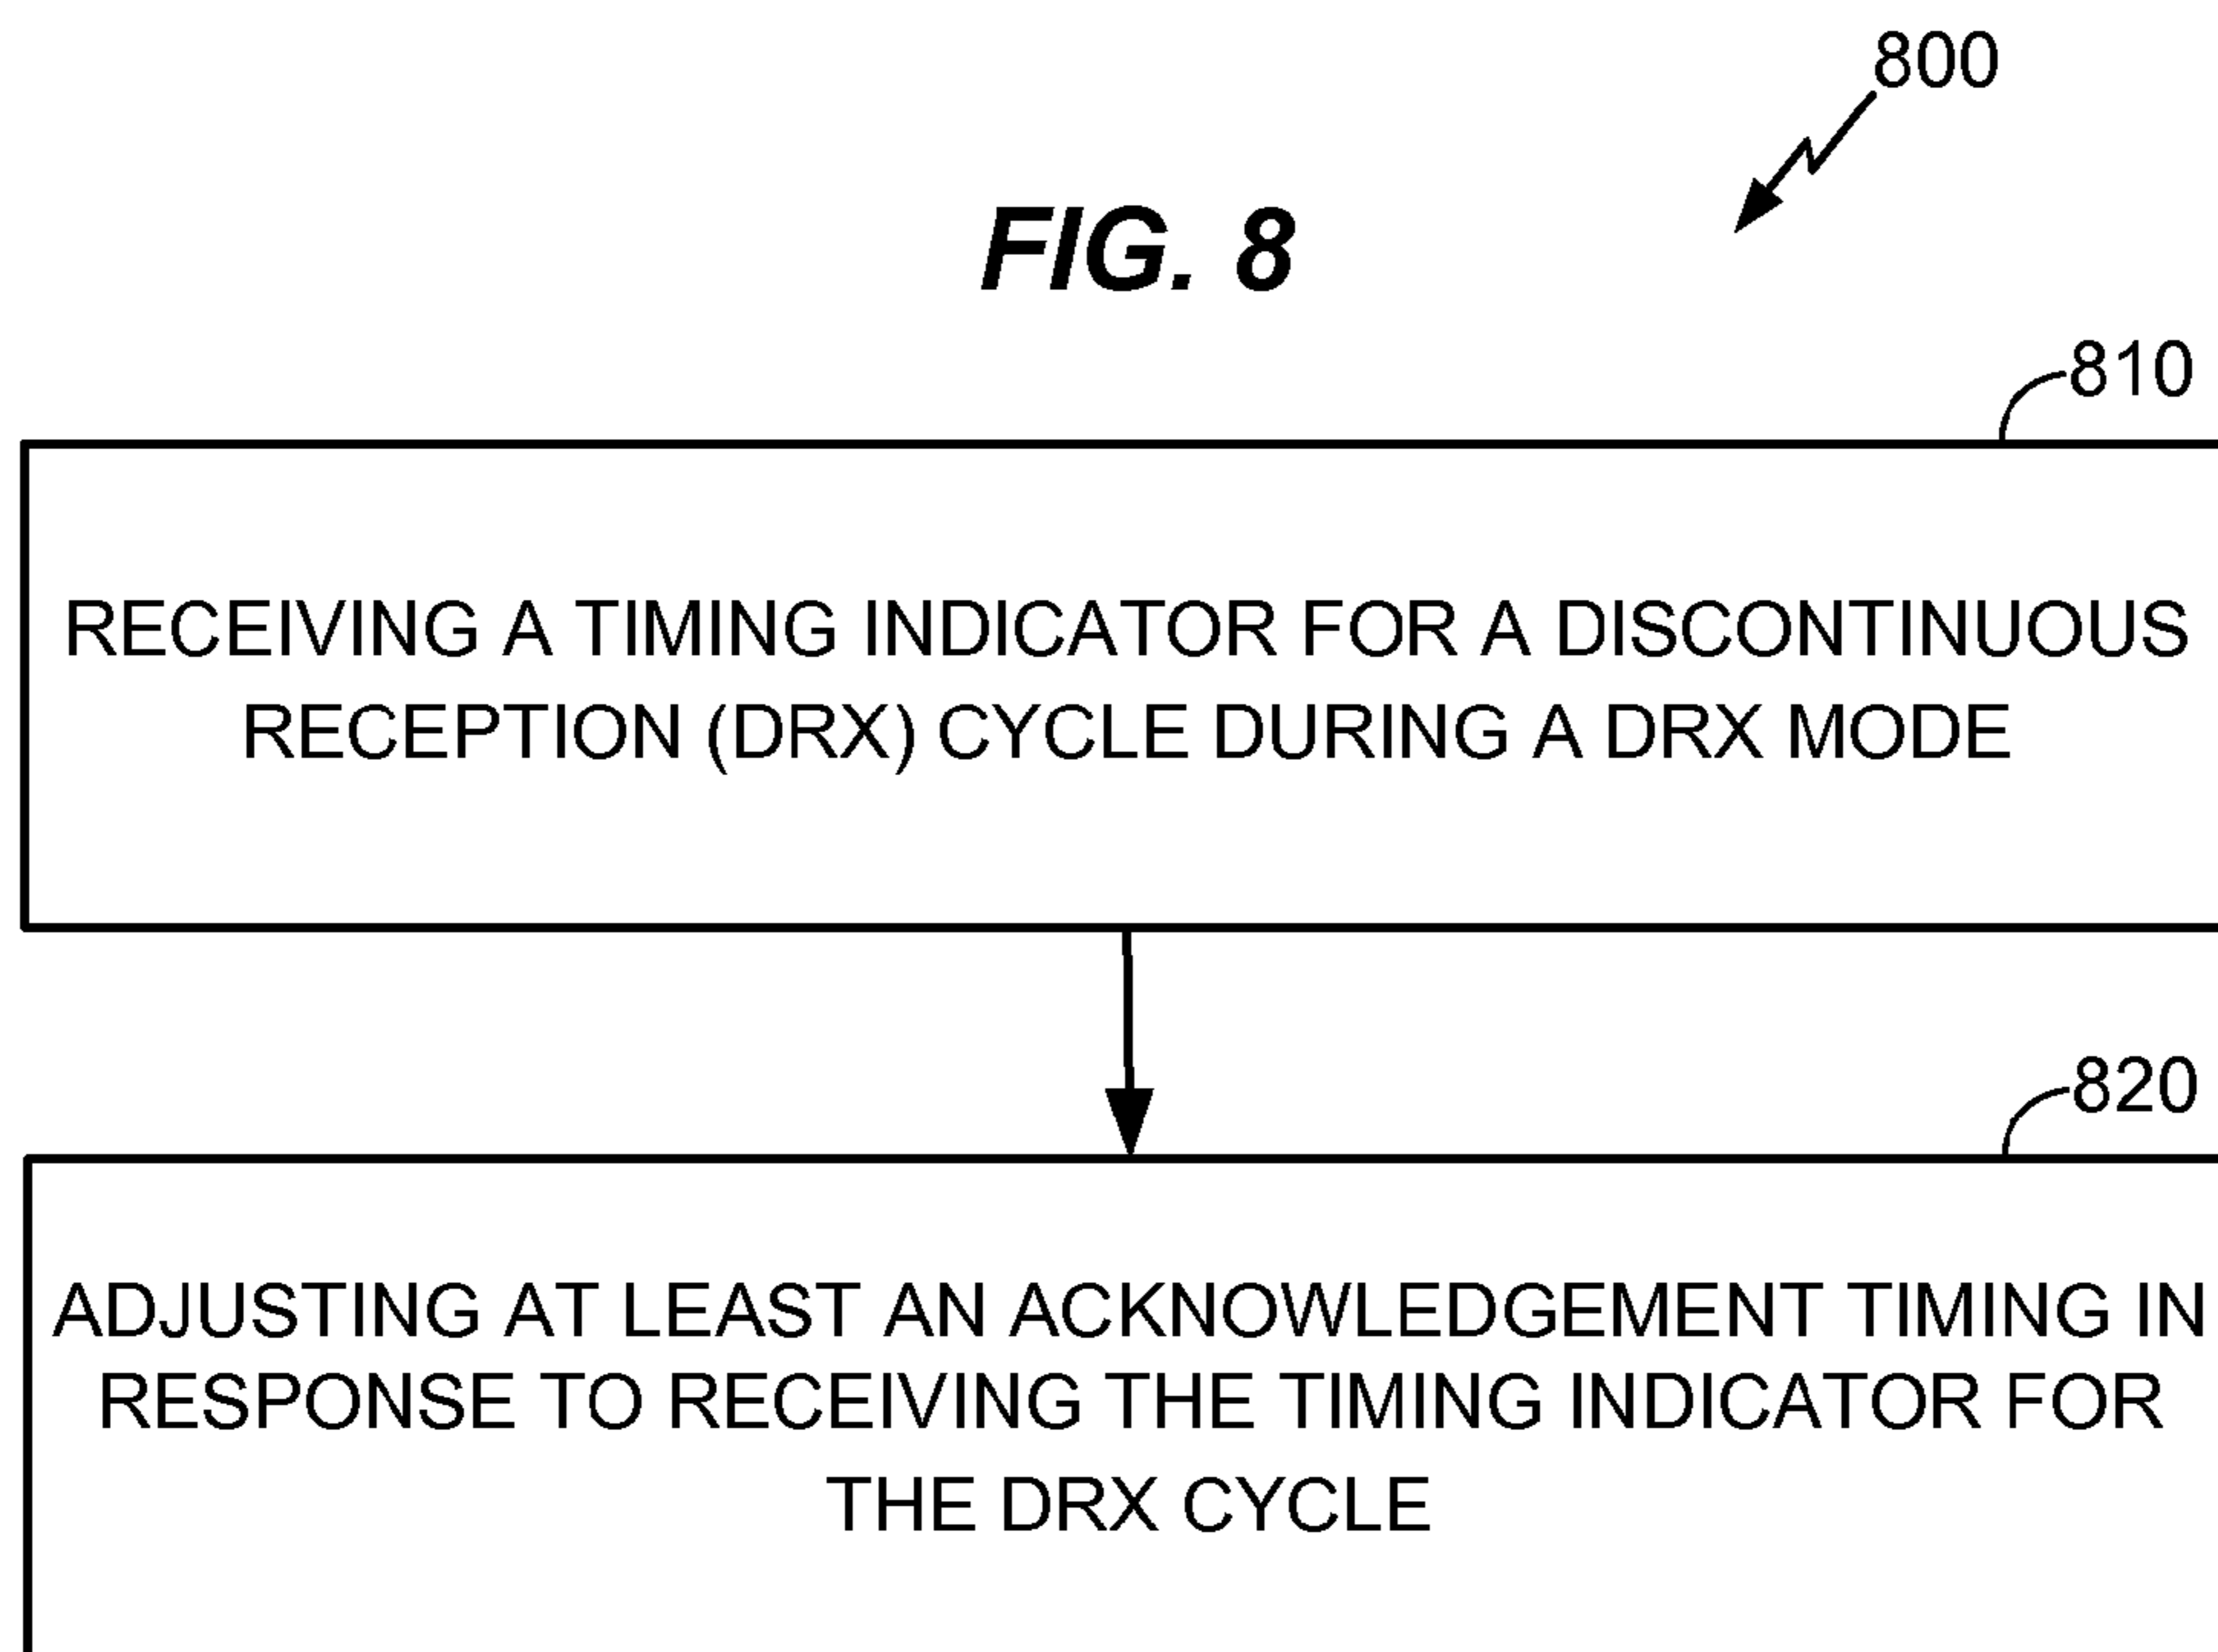 800
FIG. 8
810
RECEIVING A TIMING INDICATOR FOR A DISCONTINUOUS
RECEPTION (DRX) CYCLE DURING A DRX MODE
820
ADJUSTING AT LEAST AN ACKNOWLEDGEMENT TIMING IN
RESPONSE TO RECEIVING THE TIMING INDICATOR FOR
THE DRX CYCLE